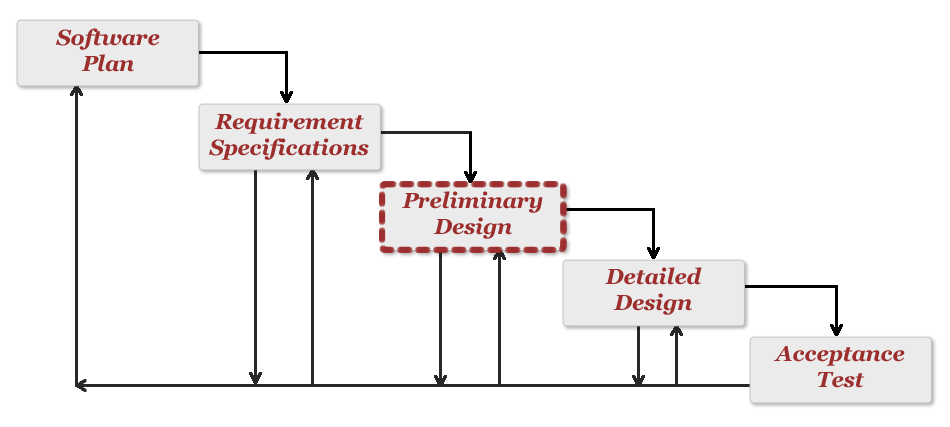 Software
Plan
Requirement
Specifications
Preliminary
Design
Detailed
Design
Acceptance
Test